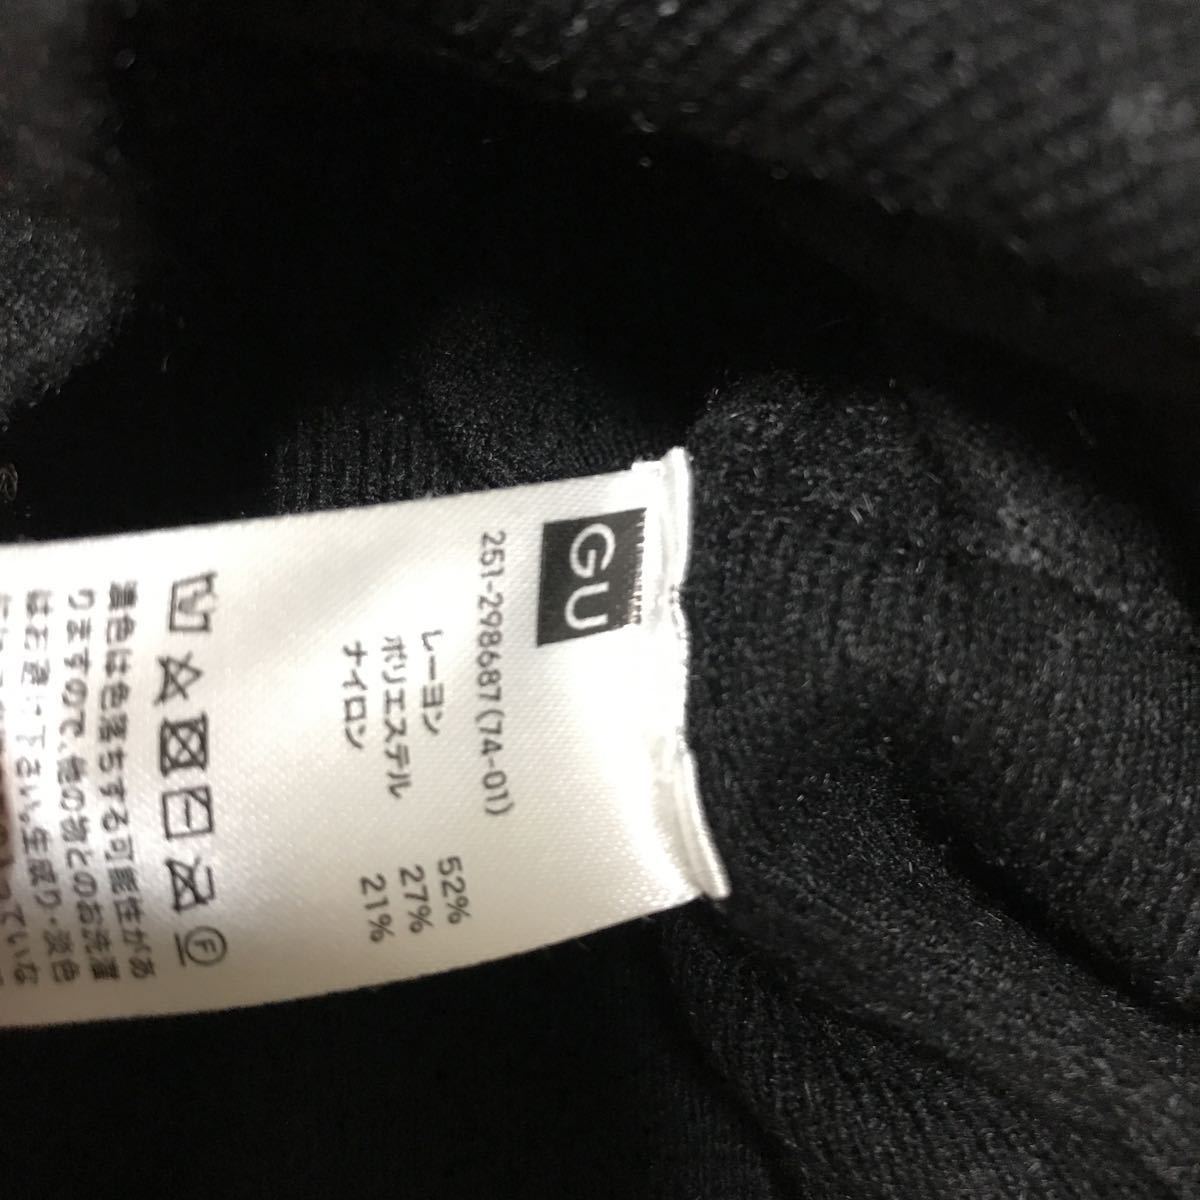 GU
251-298687(74-01)
レーヨン 52%
ポリエステル 27%
ナイロン 21%
F
濃色は色落ちする可能性があ
りますので、他の物とのお洗濯
はお避け下さい。生成り・淡色